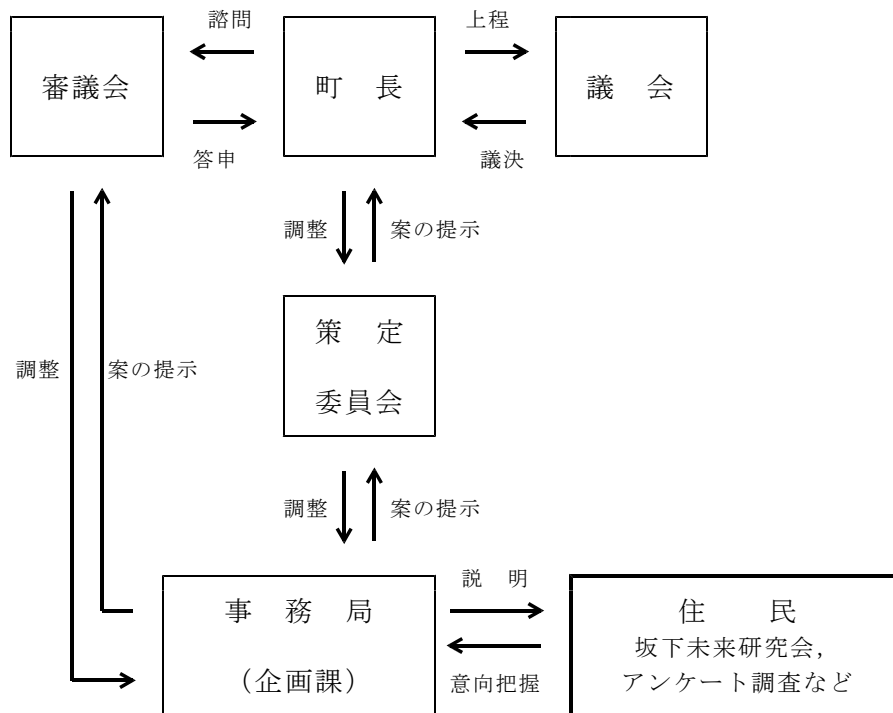 諮問
上程
審議会
町　長
議　会
答申
議決
調整
案の提示
策　定
委員会
調整
案の提示
調整
案の提示
説　明
事　務　局
（企画課）
住　　民
坂下未来研究会，
アンケート調査など
意向把握